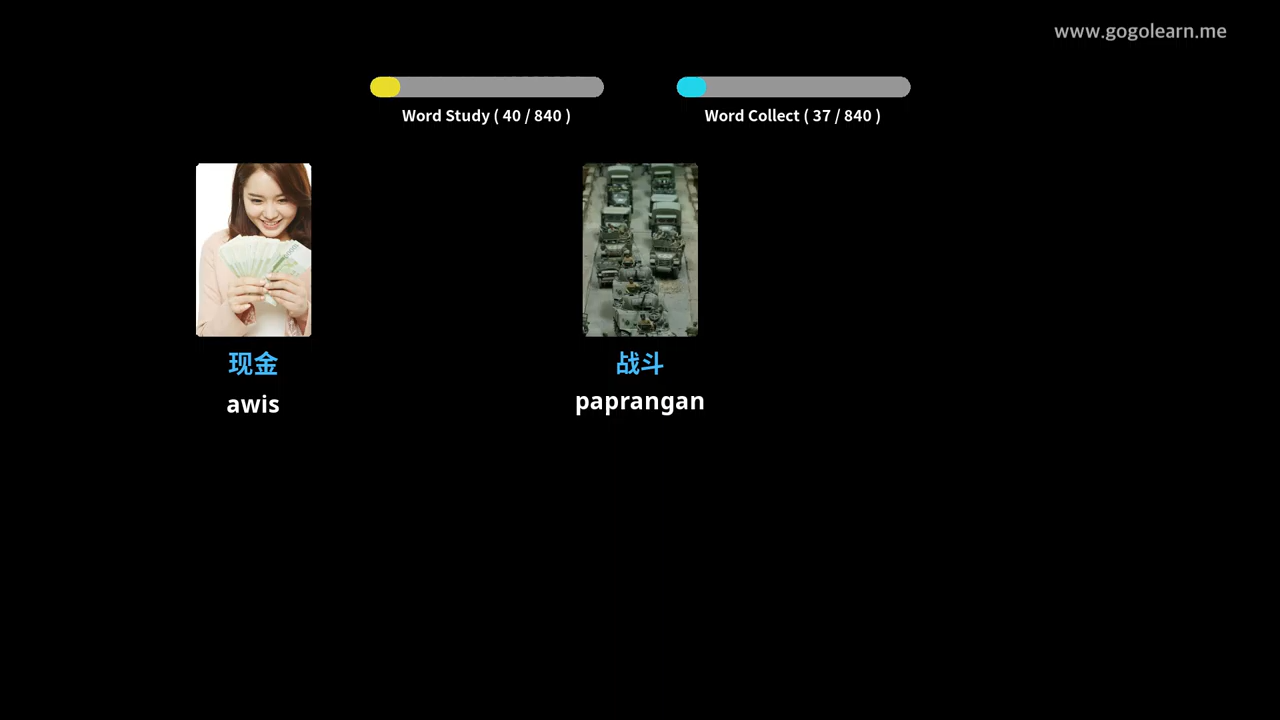 www.gogolearn.me
Word Study ( 40 / 840 )
Word Collect ( 37 / 840 )
现金
awis
战斗
paprangan